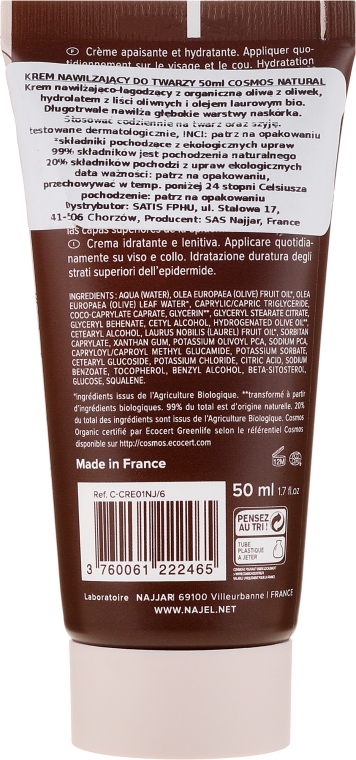 Crème apaisante et hydratante. Appliquer quo-
tidiennement sur le visage et le cou. Hydratation
KREM NAWILŻAJĄCY DO TWARZY 50ml COSMOS NATURAL
Krem nawilżająco-łagodzący z organiczna oliwa z oliwek,
hydrolatem z liści oliwnych i olejem laurowym bio.
Długotrwale nawilża głębokie warstwy naskorka.
Stosować codziennie na twarz oraz szyję,
testowane dermatologicznie, INCI: patrz na opakowaniu
*składniki pochodzące z ekologicznych upraw
99% składników jest pochodzenia naturalnego
20% składników pochodzi z upraw ekologicznych
data ważności: patrz na opakowaniu,
przechowywac w temp. poniżej 24 stopni Celsiusza
pochodzenie: patrz na opakowaniu
Dystrybutor: SATIS FPHU, ul. Stalowa 17,
41-506 Chorzów, Producent: SAS Najjar, France
las capas superiores de la
Crema idratante e lenitiva. Applicare quotidia-
namente su viso e collo. Idratazione duratura degli
strati superiori dell'epidermide.
INGREDIENTS: AQUA (WATER), OLEA EUROPAEA (OLIVE) FRUIT OIL*, OLEA
EUROPAEA (OLIVE) LEAF WATER*, CAPRYLIC/CAPRIC TRIGLYCERIDE,
COCO-CAPRYLATE CAPRATE, GLYCERIN**, GLYCERYL STEARATE CITRATE,
GLYCERYL BEHENATE, CETYL ALCOHOL, HYDROGENATED OLIVE OIL**,
CETEARYL ALCOHOL, LAURUS NOBILIS (LAUREL) FRUIT OIL*, SORBITAN
CAPRYLATE, XANTHAN GUM, POTASSIUM OLIVOYL PCA, SODIUM PCA,
CAPRYLOYL/CAPROYL METHYL GLUCAMIDE, POTASSIUM SORBATE,
CETEARYL GLUCOSIDE, POTASSIUM CHLORIDE, CITRIC ACID, SODIUM
BENZOATE, TOCOPHEROL, BENZYL ALCOHOL, BETA-SITOSTEROL,
GLUCOSE, SQUALENE.
*ingrédients issus de l'Agriculture Biologique. **transformé à partir
d'ingrédients biologiques. 99% du total est d'origine naturelle. 20%
du total des ingrédients sont issus de l'Agriculture Biologique. Cosmos
Organic certifié par Ecocert Greenlife selon le référentiel Cosmos
disponible sur http://cosmos.ecocert.com
12M
Made in France
Ref. C-CRE01NJ/6
50 ml 1.7 fl.oz
3 760061 222465
PENSEZ
AU TRI !
TUBE
PLASTIQUE
À JETER
Laboratoire NAJJAR | 69100 Villeurbanne | FRANCE
WWW.NAJEL.NET